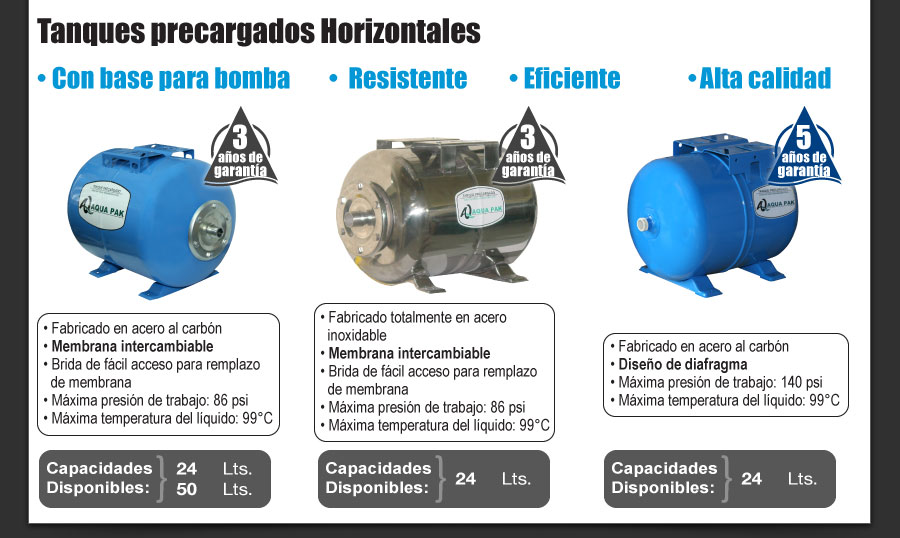 Tanques precargados Horizontales
• Con base para bomba • Resistente • Eficiente • Alta calidad
3
años de
garantía
AQUA PAK
• Fabricado en acero al carbón
• Membrana intercambiable
• Brida de fácil acceso para remplazo
de membrana
• Máxima presión de trabajo: 86 psi
• Máxima temperatura del líquido: 99°C
Capacidades
Disponibles:
24 Lts.
50 Lts.
3
años de
garantía
AQUA PAK
• Fabricado totalmente en acero
inoxidable
• Membrana intercambiable
• Brida de fácil acceso para remplazo
de membrana
• Máxima presión de trabajo: 86 psi
• Máxima temperatura del líquido: 99°C
Capacidades
Disponibles:
24 Lts.
5
años de
garantía
AQUA PAK
• Fabricado en acero al carbón
• Diseño de diafragma
• Máxima presión de trabajo: 140 psi
• Máxima temperatura del líquido: 99°C
Capacidades
Disponibles:
24 Lts.